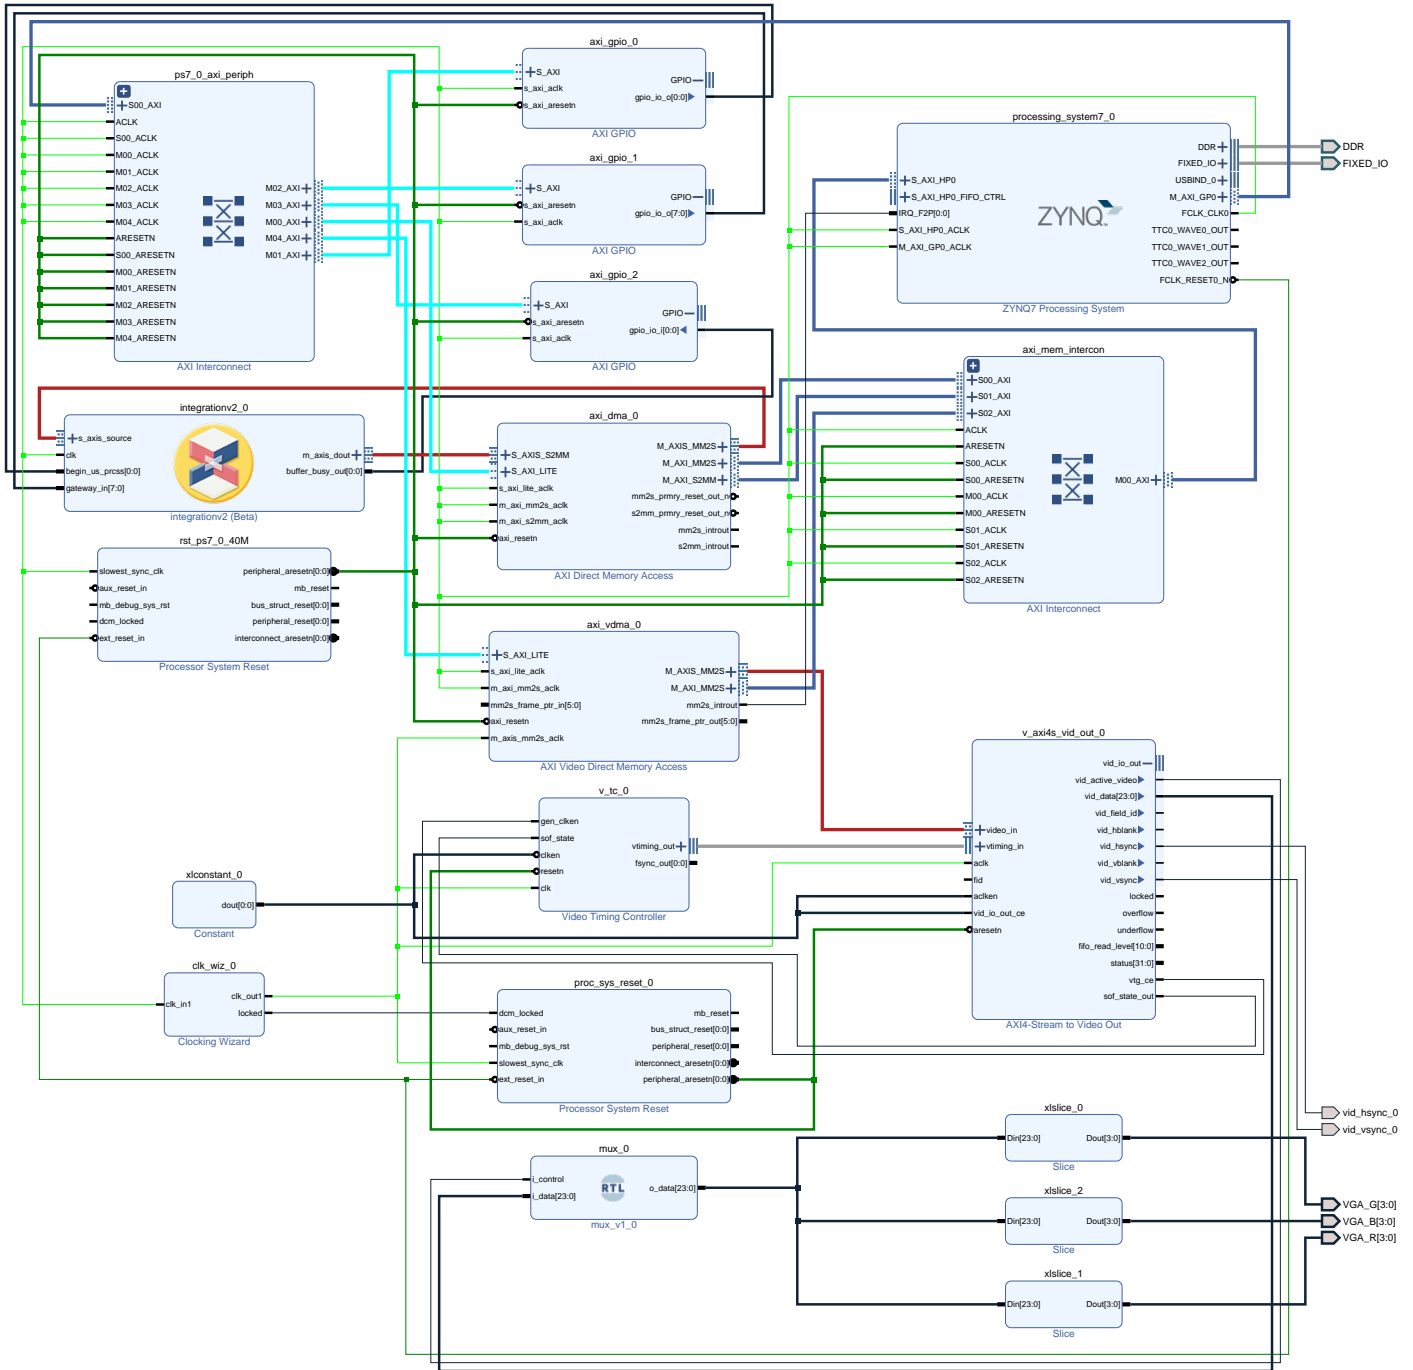 ps7_0_axi_periph
S00_AXI
ACLK
S00_ACLK
M00_ACLK
M01_ACLK
M02_ACLK
M03_ACLK
M04_ACLK
ARESETN
S00_ARESETN
M00_ARESETN
M01_ARESETN
M02_ARESETN
M03_ARESETN
M04_ARESETN
M02_AXI
M03_AXI
M00_AXI
M04_AXI
M01_AXI
AXI Interconnect
axi_gpio_0
S_AXI
s_axi_aclk
s_axi_aresetn
GPIO
gpio_io_o[0:0]
AXI GPIO
axi_gpio_1
S_AXI
s_axi_aresetn
s_axi_aclk
GPIO
gpio_io_o[7:0]
AXI GPIO
axi_gpio_2
S_AXI
s_axi_aresetn
s_axi_aclk
GPIO
gpio_io_i[0:0]
AXI GPIO
processing_system7_0
S_AXI_HP0
S_AXI_HP0_FIFO_CTRL
IRQ_F2P[0:0]
S_AXI_HP0_ACLK
M_AXI_GP0_ACLK
ZYNQ
DDR
FIXED_IO
USBIND_0
M_AXI_GP0
FCLK_CLK0
TTC0_WAVE0_OUT
TTC0_WAVE1_OUT
TTC0_WAVE2_OUT
FCLK_RESET0_N
ZYNQ7 Processing System
DDR
FIXED_IO
integrationv2_0
s_axis_source
clk
begin_us_prcss[0:0]
gateway_in[7:0]
m_axis_dout
buffer_busy_out[0:0]
integrationv2 (Beta)
axi_dma_0
S_AXIS_S2MM
S_AXI_LITE
s_axi_lite_aclk
m_axi_mm2s_aclk
m_axi_s2mm_aclk
axi_resetn
M_AXIS_MM2S
M_AXI_MM2S
M_AXI_S2MM
mm2s_prmry_reset_out_n
s2mm_prmry_reset_out_n
mm2s_introut
s2mm_introut
AXI Direct Memory Access
axi_mem_intercon
S00_AXI
S01_AXI
S02_AXI
ACLK
ARESETN
S00_ACLK
S00_ARESETN
M00_ACLK
M00_ARESETN
S01_ACLK
S01_ARESETN
S02_ACLK
S02_ARESETN
M00_AXI
AXI Interconnect
rst_ps7_0_40M
slowest_sync_clk
aux_reset_in
mb_debug_sys_rst
dcm_locked
ext_reset_in
peripheral_aresetn[0:0]
mb_reset
bus_struct_reset[0:0]
peripheral_reset[0:0]
interconnect_aresetn[0:0]
Processor System Reset
axi_vdma_0
S_AXI_LITE
s_axi_lite_aclk
m_axi_mm2s_aclk
mm2s_frame_ptr_in[5:0]
axi_resetn
m_axis_mm2s_aclk
M_AXIS_MM2S
M_AXI_MM2S
mm2s_introut
mm2s_frame_ptr_out[5:0]
AXI Video Direct Memory Access
v_axi4s_vid_out_0
video_in
vtiming_in
aclk
fid
aclken
vid_io_out_ce
aresetn
vid_io_out
vid_active_video
vid_data[23:0]
vid_field_id
vid_hblank
vid_hsync
vid_vblank
vid_vsync
locked
overflow
underflow
fifo_read_level[10:0]
status[31:0]
vtg_ce
sof_state_out
AXI4-Stream to Video Out
v_tc_0
gen_clken
sof_state
clken
resetn
clk
vtiming_out
fsync_out[0:0]
Video Timing Controller
xlconstant_0
dout[0:0]
Constant
clk_wiz_0
clk_in1
clk_out1
locked
Clocking Wizard
proc_sys_reset_0
dcm_locked
aux_reset_in
mb_debug_sys_rst
slowest_sync_clk
ext_reset_in
mb_reset
bus_struct_reset[0:0]
peripheral_reset[0:0]
interconnect_aresetn[0:0]
peripheral_aresetn[0:0]
Processor System Reset
mux_0
i_control
i_data[23:0]
RTL
o_data[23:0]
mux_v1_0
xlslice_0
Din[23:0]
Dout[3:0]
Slice
xlslice_2
Din[23:0]
Dout[3:0]
Slice
xlslice_1
Din[23:0]
Dout[3:0]
Slice
vid_hsync_0
vid_vsync_0
VGA_G[3:0]
VGA_B[3:0]
VGA_R[3:0]